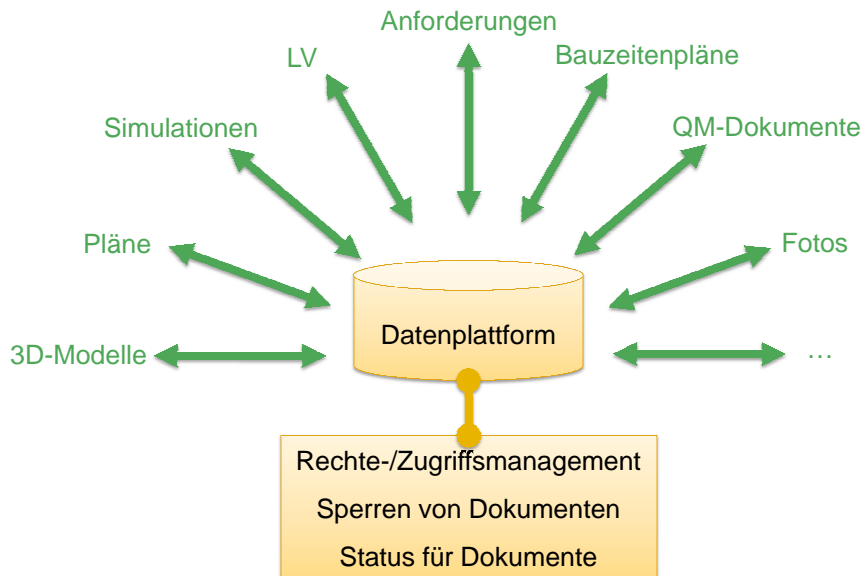 Anforderungen
LV
Bauzeitenpläne
Simulationen
QM-Dokumente
Pläne
Fotos
Datenplattform
3D-Modelle
…
Rechte-/Zugriffsmanagement
Sperren von Dokumenten
Status für Dokumente